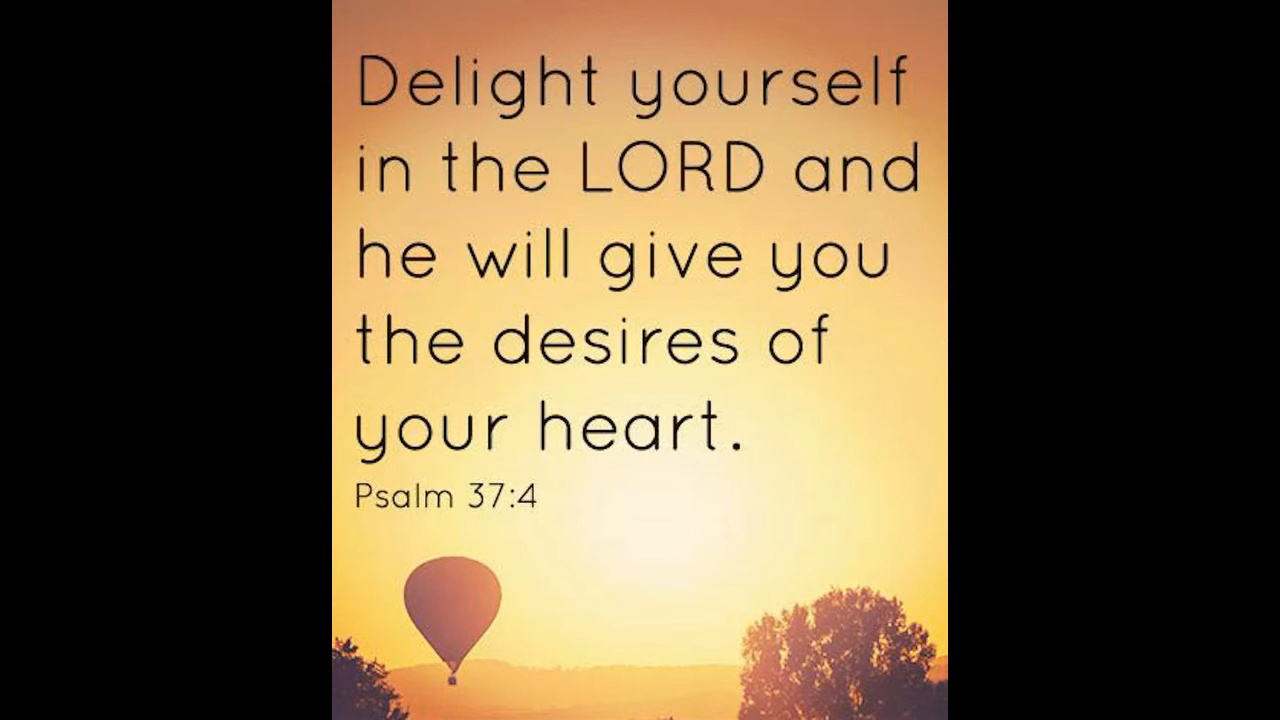 Delight yourself
in the LORD and
he will give you
the desires of
your heart.
Psalm 37:4